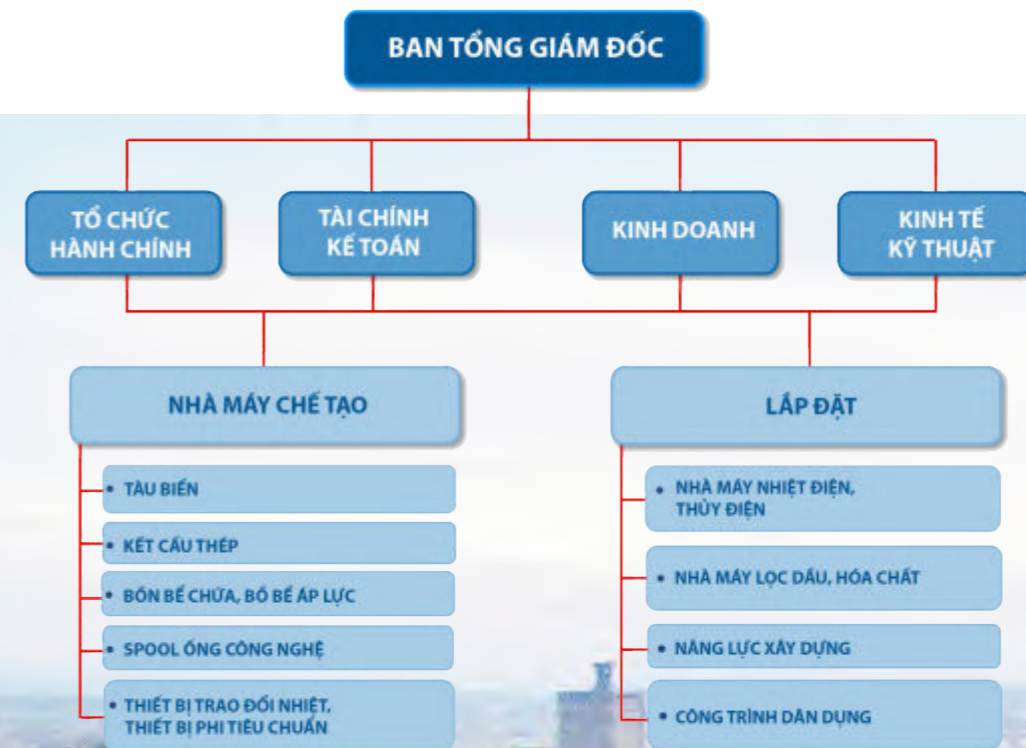 BAN TỔNG GIÁM ĐỐC
TỔ CHỨC
HÀNH CHÍNH
TÀI CHÍNH
KẾ TOÁN
KINH DOANH
KINH TẾ
KỸ THUẬT
NHÀ MÁY CHẾ TẠO
• TÀU BIỂN
• KẾT CẤU THÉP
• BỒN BỂ CHỨA, BỒ BỂ ÁP LỰC
• SPOOL ỐNG CÔNG NGHỆ
• THIẾT BỊ TRAO ĐỔI NHIỆT,
THIẾT BỊ PHI TIÊU CHUẨN
LẮP ĐẶT
• NHÀ MÁY NHIỆT ĐIỆN,
THỦY ĐIỆN
• NHÀ MÁY LỌC DẦU, HÓA CHẤT
• NĂNG LỰC XÂY DỰNG
• CÔNG TRÌNH DÂN DỤNG